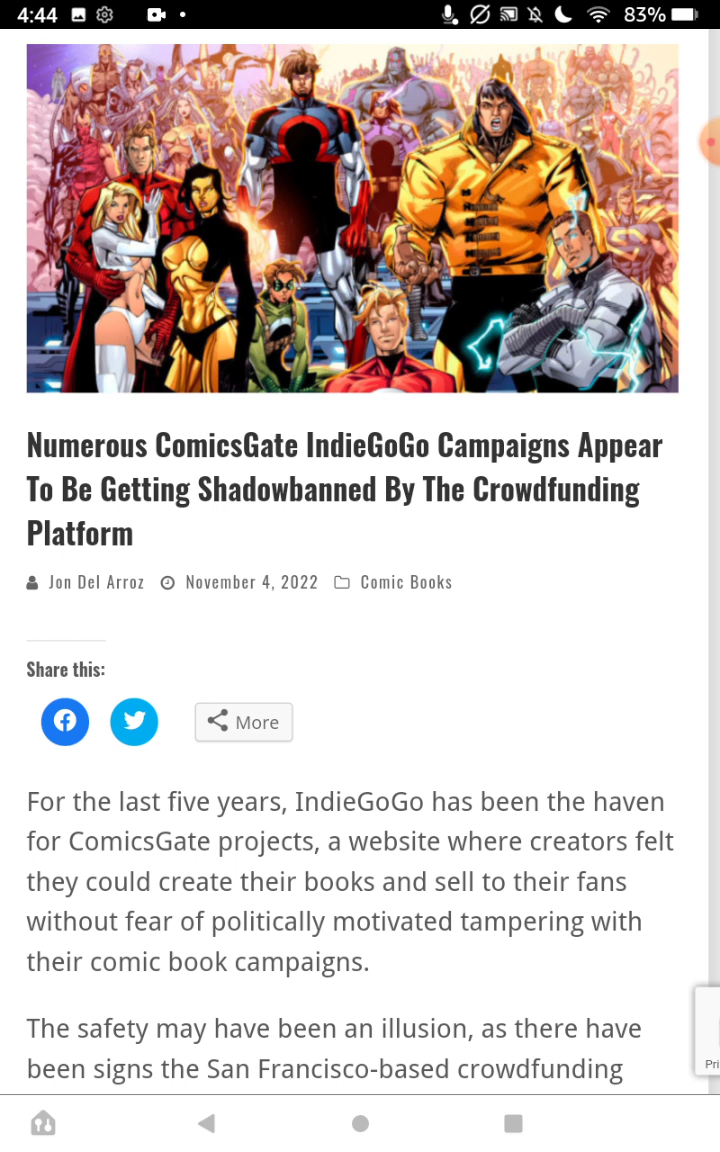 4:44
83%
Numerous ComicsGate IndieGoGo Campaigns Appear
To Be Getting Shadowbanned By The Crowdfunding
Platform
Jon Del Arroz November 4, 2022 Comic Books
Share this:
More
For the last five years, IndieGoGo has been the haven
for ComicsGate projects, a website where creators felt
they could create their books and sell to their fans
without fear of politically motivated tampering with
their comic book campaigns.
The safety may have been an illusion, as there have
been signs the San Francisco-based crowdfunding
Pri